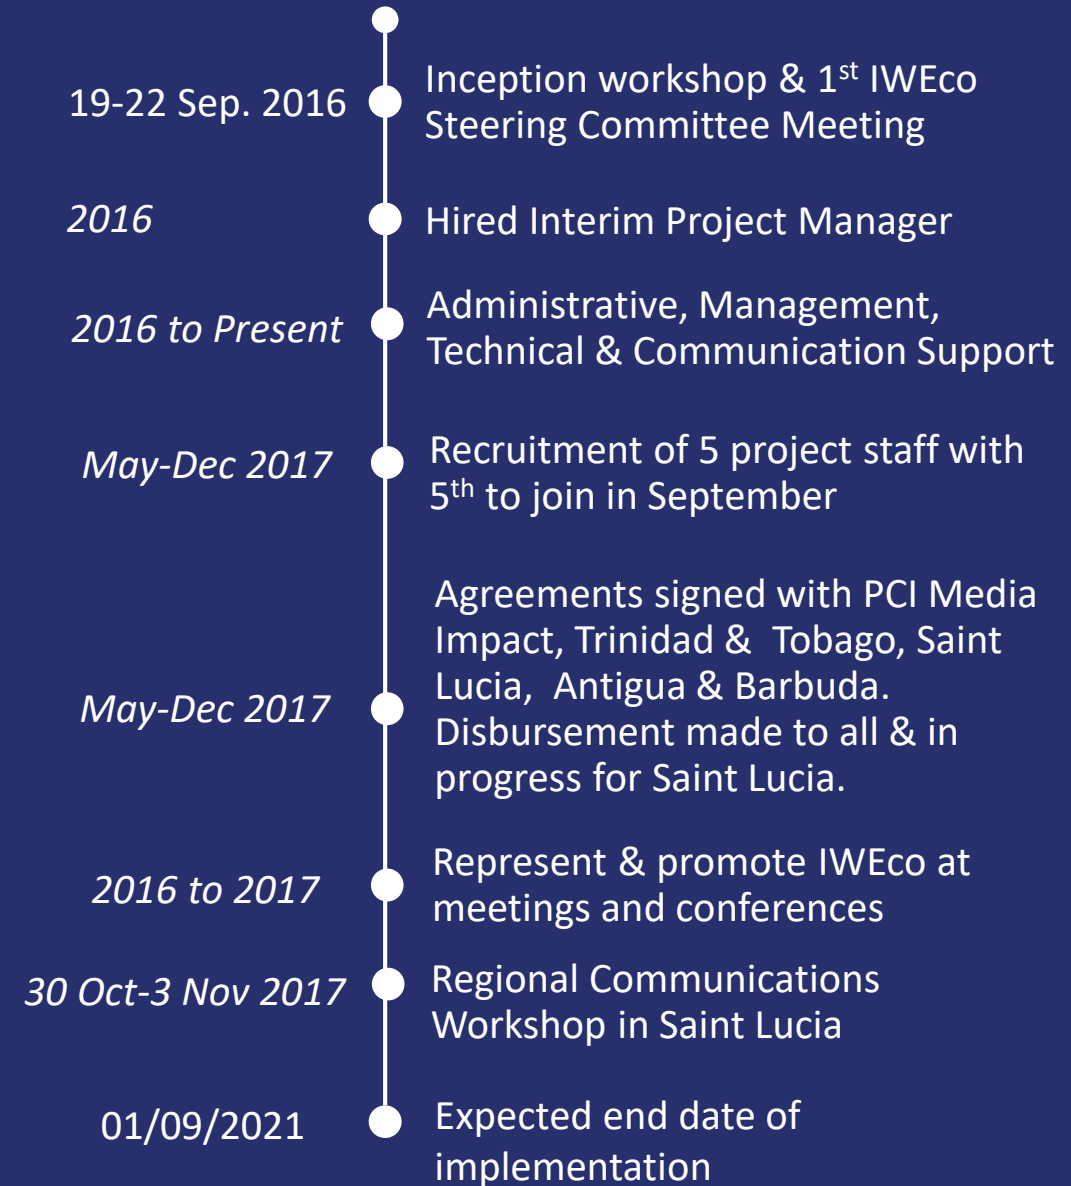 19-22 Sep. 2016
Inception workshop & 1st IWEco
Steering Committee Meeting
2016
Hired Interim Project Manager
2016 to Present
Administrative, Management,
Technical & Communication Support
May-Dec 2017
Recruitment of 5 project staff with
5th to join in September
May-Dec 2017
Agreements signed with PCI Media
Impact, Trinidad & Tobago, Saint
Lucia, Antigua & Barbuda.
Disbursement made to all & in
progress for Saint Lucia.
2016 to 2017
Represent & promote IWEco at
meetings and conferences
30 Oct-3 Nov 2017
Regional Communications
Workshop in Saint Lucia
01/09/2021
Expected end date of
implementation